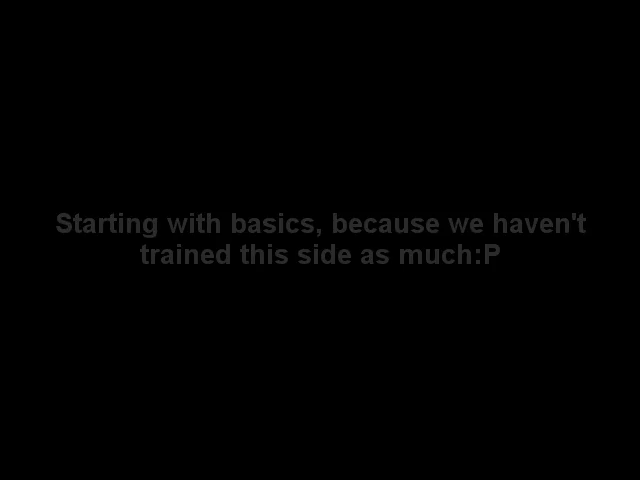 Starting with basics, because we haven't
trained this side as much:P